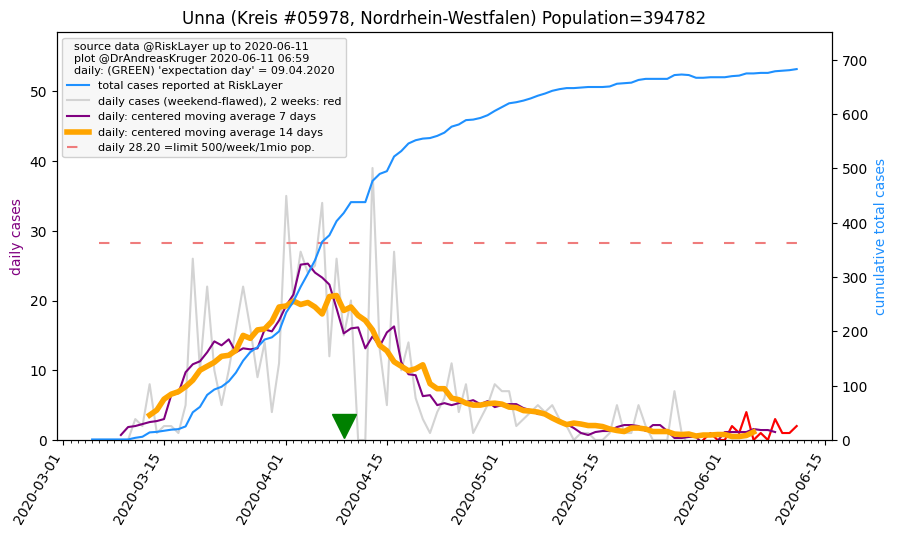 Unna (Kreis #05978, Nordrhein-Westfalen) Population=394782
source data @RiskLayer up to 2020-06-11
plot @DrAndreasKruger 2020-06-11 06:59
daily: (GREEN) 'expectation day' = 09.04.2020
total cases reported at RiskLayer
daily cases (weekend-flawed), 2 weeks: red
daily: centered moving average 7 days
daily: centered moving average 14 days
daily 28.20 =limit 500/week/1mio pop.
daily cases
50
40
30
20
10
0
700
600
500
400
300
200
100
0
cumulative total cases
2020-03-01
2020-03-15
2020-04-01
2020-04-15
2020-05-01
2020-05-15
2020-06-01
2020-06-15